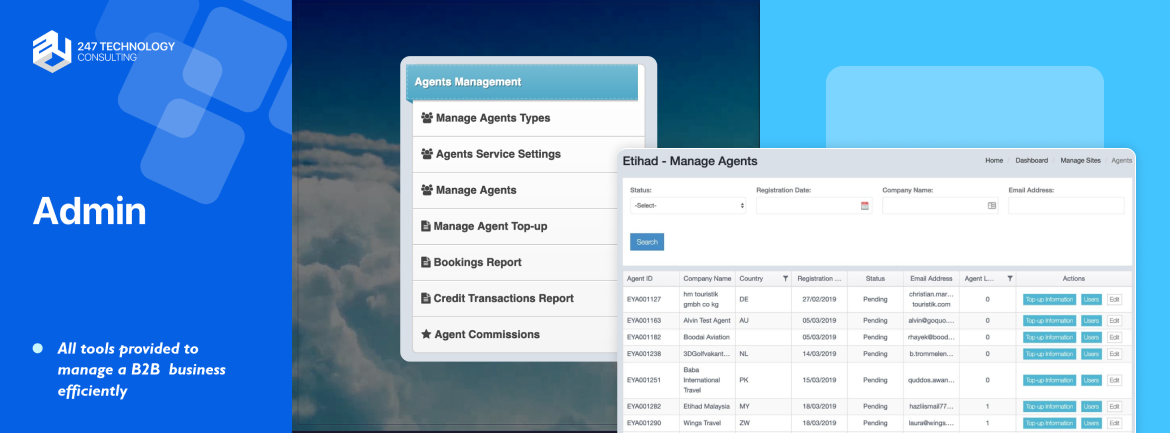 247 TECHNOLOGY
CONSULTING
Admin
All tools provided to
manage a B2B business
efficiently
Agents Management
Manage Agents Types
Agents Service Settings
Manage Agents
Manage Agent Top-up
Bookings Report
Credit Transactions Report
Agent Commissions
Etihad - Manage Agents
Home / Dashboard / Manage Sites / Agents
Status: Registration Date: Company Name: Email Address:
-Select-
Search
Agent ID Company Name Country Registration ... Status Email Address Agent L... Actions
EYA001127 hm touristik gmbh co kg DE 27/02/2019 Pending christian.mar... touristik.com 0 Top-up Information Users Edit
EYA001163 Alvin Test Agent AU 05/03/2019 Pending alvin@goquo.... 0 Top-up Information Users Edit
EYA001182 Boodai Aviation 05/03/2019 Pending rhayek@bood... 0 Top-up Information Users Edit
EYA001238 3DGolfvakant... NL 14/03/2019 Pending b.trommelen... 0 Top-up Information Users Edit
EYA001251 Baba International Travel PK 15/03/2019 Pending quddos.awan... 0 Top-up Information Users Edit
EYA001282 Etihad Malaysia MY 18/03/2019 Pending hazliismail77... 1 Top-up Information Users Edit
EYA001290 Wings Travel ZW 18/03/2019 Pending laura@wings.... 1 Top-up Information Users Edit